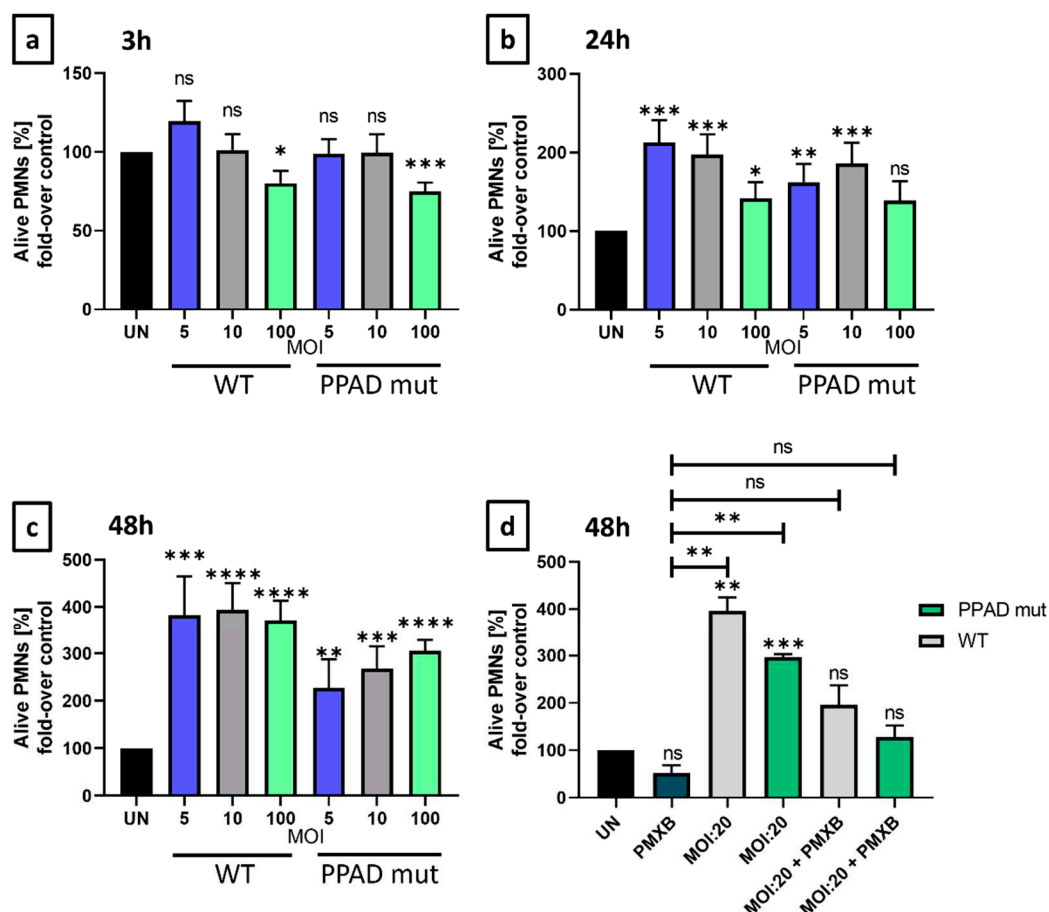 a 3h
Alive PMNs [%]
fold-over control
150
100
50
0
ns
ns
*
ns
ns
***
UN 5 10 100 5 10 100
MOI
WT PPAD mut
b 24h
Alive PMNs [%]
fold-over control
300
200
100
0
***
***
*
**
***
ns
UN 5 10 100 5 10 100
MOI
WT PPAD mut
c 48h
Alive PMNs [%]
fold-over control
500
400
300
200
100
0
***
****
****
**
***
****
UN 5 10 100 5 10 100
MOI
WT PPAD mut
d 48h
Alive PMNs [%]
fold-over control
500
400
300
200
100
0
ns
ns
**
**
ns
**
***
ns
ns
UN
PMXB
MOI:20
MOI:20
MOI:20 + PMXB
MOI:20 + PMXB
PPAD mut
WT